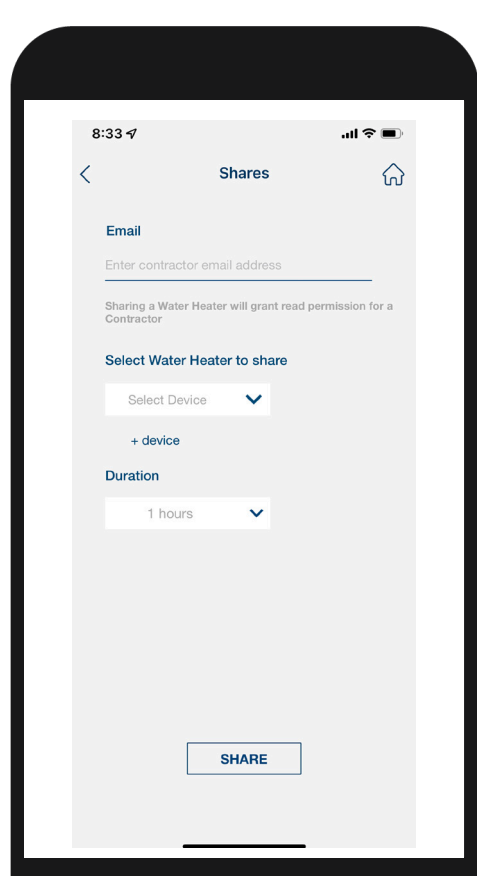 8:33
Shares
Email
Enter contractor email address
Sharing a Water Heater will grant read permission for a
Contractor
Select Water Heater to share
Select Device
+ device
Duration
1 hours
SHARE